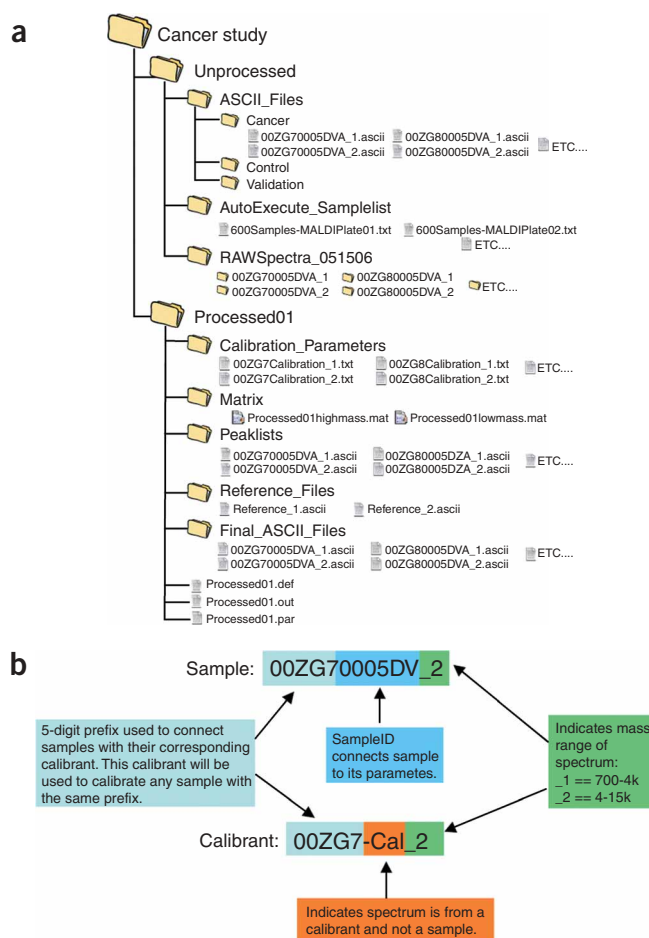 a
Cancer study
Unprocessed
ASCII_Files
Cancer
00ZG70005DVA_1.ascii 00ZG80005DVA_1.ascii
00ZG70005DVA_2.ascii 00ZG80005DVA_2.ascii
ETC....
Control
Validation
AutoExecute_Samplelist
600Samples-MALDIPlate01.txt 600Samples-MALDIPlate02.txt
ETC....
RAWSpectra_051506
00ZG70005DVA_1 00ZG80005DVA_1
00ZG70005DVA_2 00ZG80005DVA_2
ETC....
Processed01
Calibration_Parameters
00ZG7Calibration_1.txt 00ZG8Calibration_1.txt
00ZG7Calibration_2.txt 00ZG8Calibration_2.txt
ETC....
Matrix
Processed01highmass.mat Processed01lowmass.mat
Peaklists
00ZG70005DVA_1.ascii 00ZG80005DZA_1.ascii
00ZG70005DVA_2.ascii 00ZG80005DZA_2.ascii
ETC....
Reference_Files
Reference_1.ascii Reference_2.ascii
Final_ASCII_Files
00ZG70005DVA_1.ascii 00ZG80005DVA_1.ascii
00ZG70005DVA_2.ascii 00ZG80005DVA_2.ascii
ETC....
Processed01.def
Processed01.out
Processed01.par
b
Sample: 00ZG70005DV_2
5-digit prefix used to connect
samples with their corresponding
calibrant. This calibrant will be
used to calibrate any sample with
the same prefix.
SampleID
connects sample
to its parametes.
Indicates mass
range of
spectrum:
_1 == 700-4k
_2 == 4-15k
Calibrant: 00ZG7-Cal_2
Indicates spectrum is from a
calibrant and not a sample.